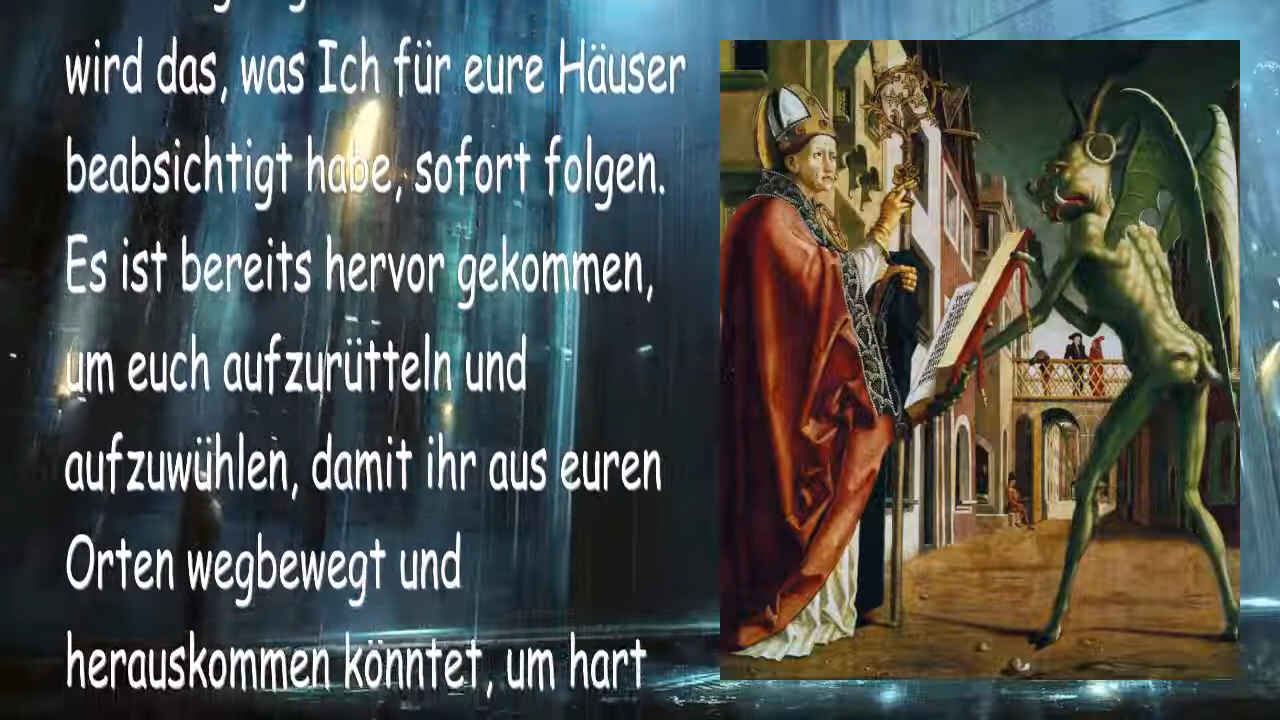 wird das, was Ich für eure Häuser
beabsichtigt habe, sofort folgen.
Es ist bereits hervor gekommen,
um euch aufzurütteln und
aufzuwühlen, damit ihr aus euren
Orten wegbewegt und
herauskommen könntet, um hart